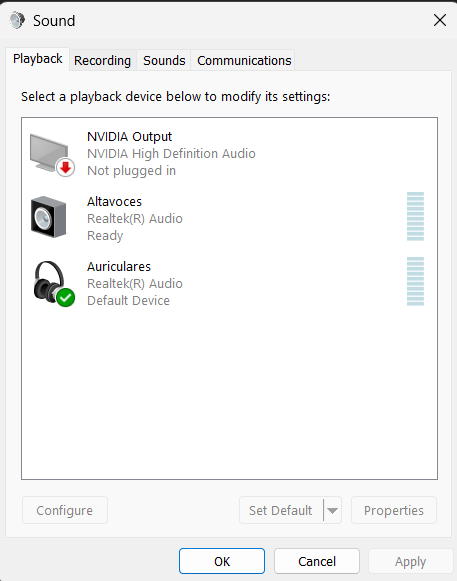 Sound
Playback
Recording
Sounds
Communications
Select a playback device below to modify its settings:
NVIDIA Output
NVIDIA High Definition Audio
Not plugged in
Altavoces
Realtek(R) Audio
Ready
Auriculares
Realtek(R) Audio
Default Device
Configure
Set Default
Properties
OK
Cancel
Apply